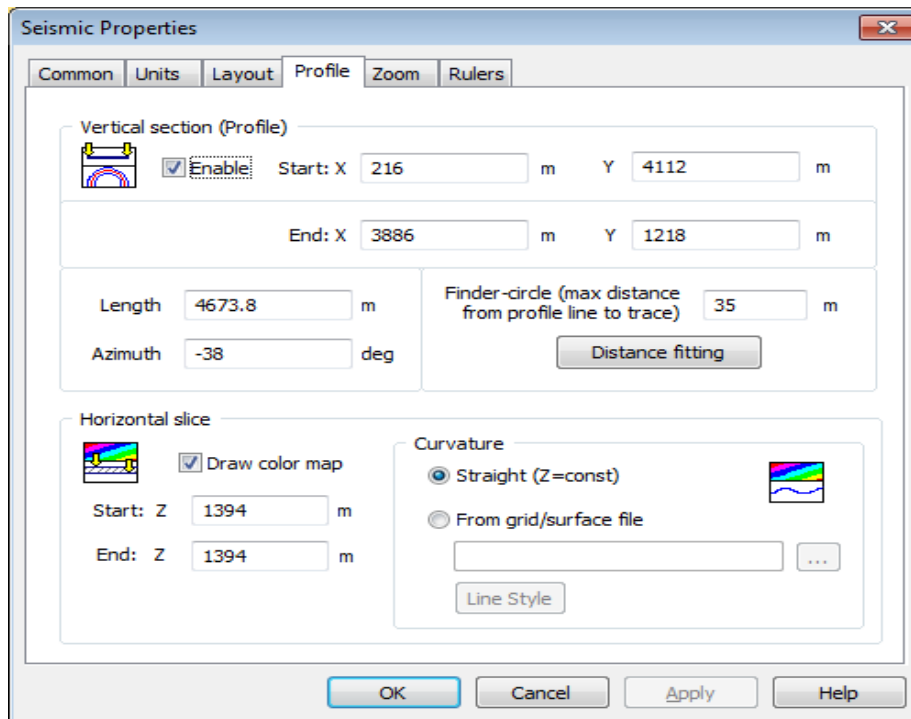 Seismic Properties
Common Units Layout Profile Zoom Rulers
Vertical section (Profile)
Enable Start: X 216 m Y 4112 m
End: X 3886 m Y 1218 m
Length 4673.8 m
Azimuth -38 deg
Finder-circle (max distance
from profile line to trace) 35 m
Distance fitting
Horizontal slice
Draw color map
Start: Z 1394 m
End: Z 1394 m
Curvature
Straight (Z=const)
From grid/surface file
...
Line Style
OK Cancel Apply Help